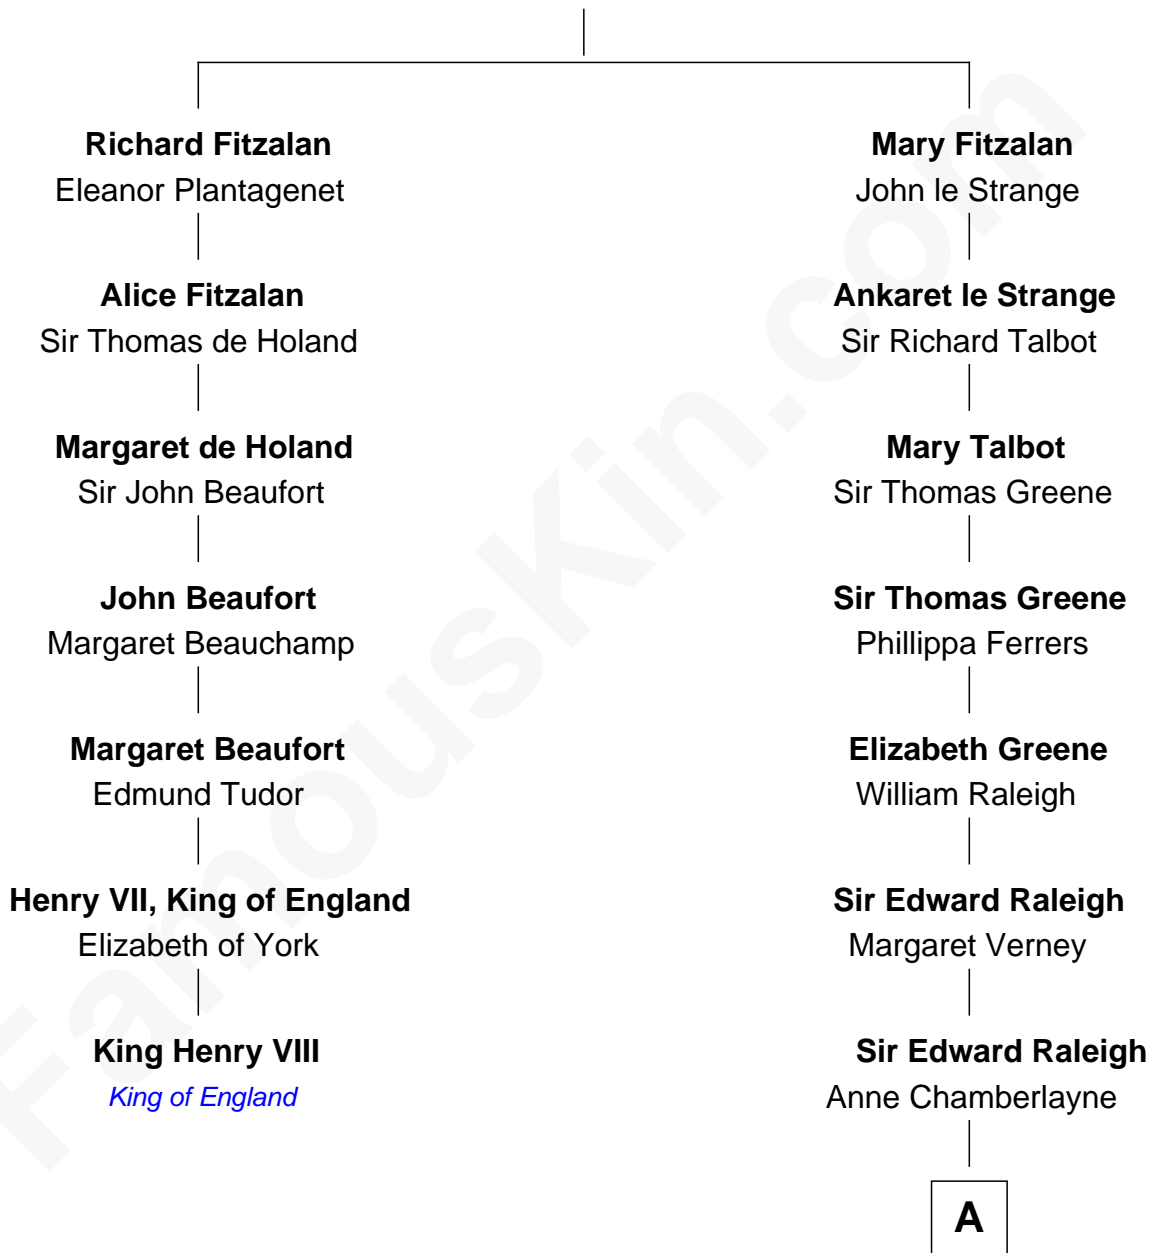 Richard Fitzalan
Eleanor Plantagenet
Alice Fitzalan
Sir Thomas de Holand
Margaret de Holand
Sir John Beaufort
John Beaufort
Margaret Beauchamp
Margaret Beaufort
Edmund Tudor
Henry VII, King of England
Elizabeth of York
King Henry VIII
King of England
Mary Fitzalan
John le Strange
Ankaret le Strange
Sir Richard Talbot
Mary Talbot
Sir Thomas Greene
Sir Thomas Greene
Phillippa Ferrers
Elizabeth Greene
William Raleigh
Sir Edward Raleigh
Margaret Verney
Sir Edward Raleigh
Anne Chamberlayne
A
FamousKin.com